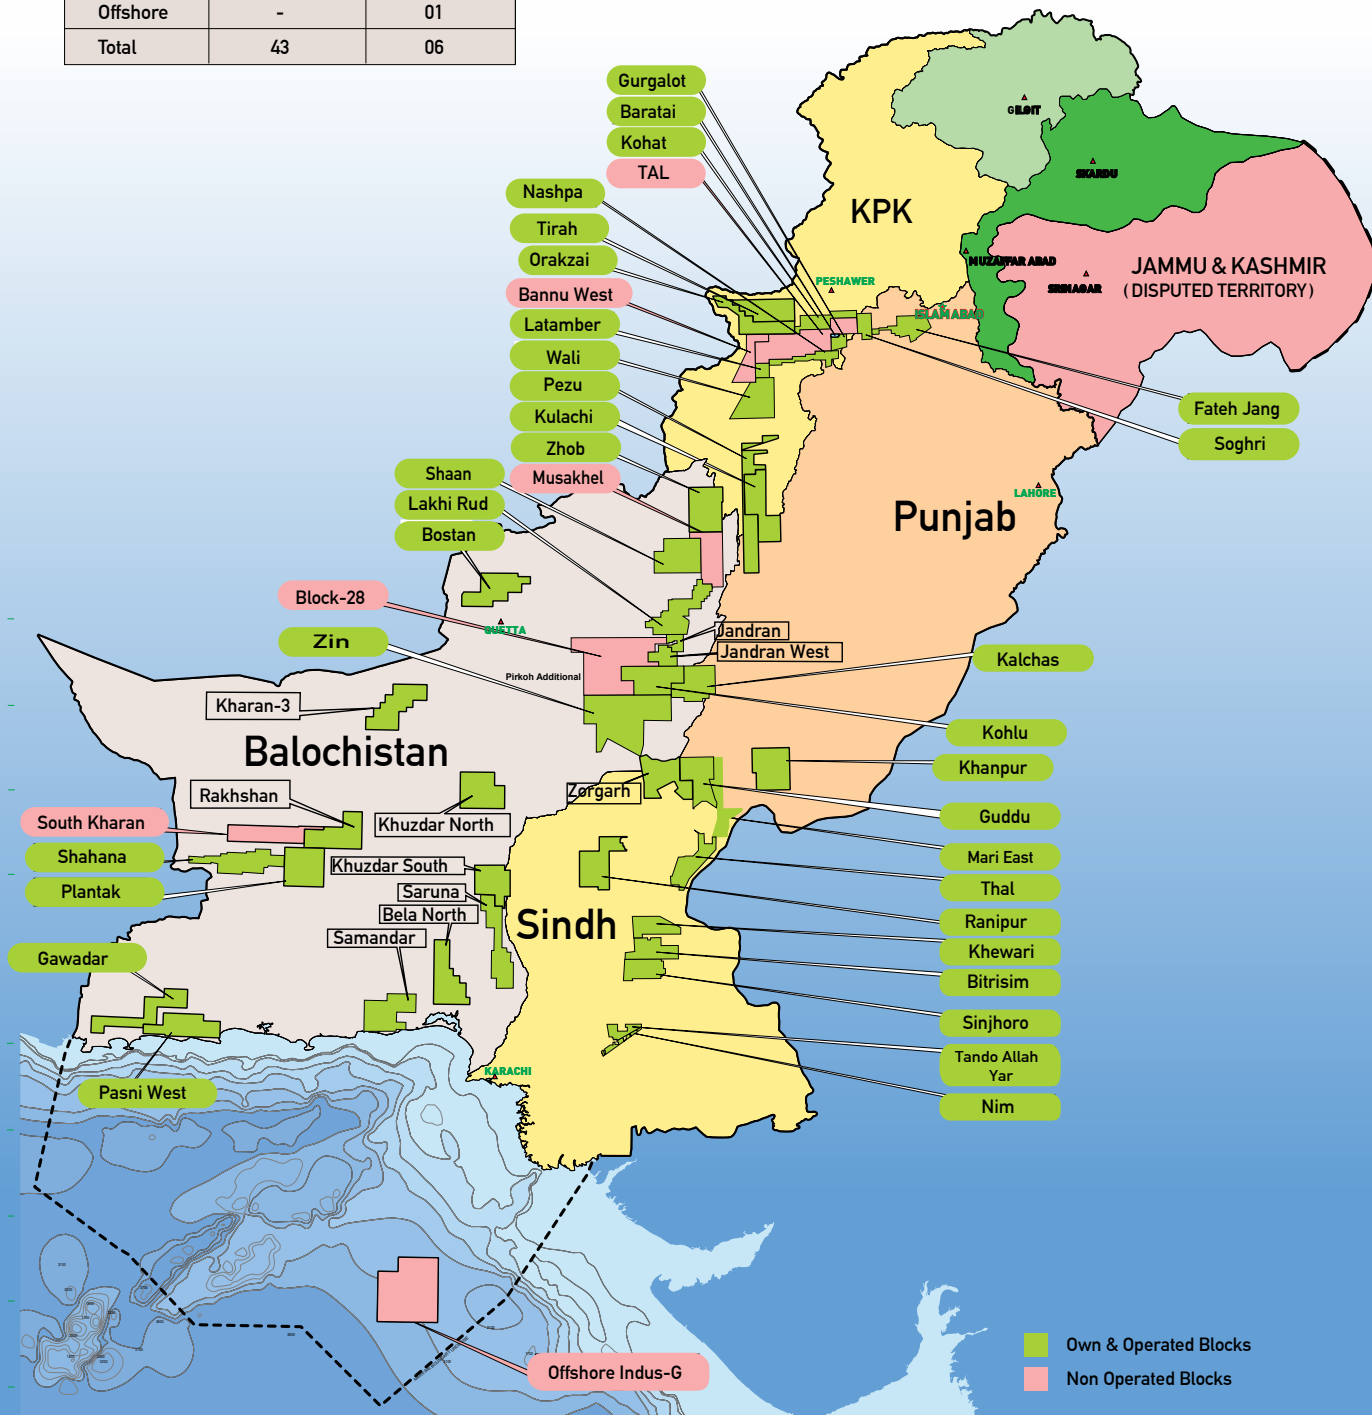 Offshore - 01
Total 43 06
Gurgalot
Baratai
Kohat
TAL
Nashpa
Tirah
Orakzai
Bannu West
Latamber
Wali
Pezu
Kulachi
Zhob
Musakhel
Shaan
Lakhi Rud
Bostan
Block-28
Zin
KPK
GILGIT
SKARDU
MUZAFFAR ABAD
SRINAGAR
JAMMU & KASHMIR
(DISPUTED TERRITORY)
PESHAWER
ISLAMABAD
Fateh Jang
Soghri
LAHORE
Punjab
QUETTA
Jandran
Jandran West
Pirkoh Additional
Kalchas
Kharan-3
Balochistan
Kohlu
Khanpur
Zorgarh
Rakhshan
Khuzdar North
Guddu
South Kharan
Shahana
Plantak
Khuzdar South
Saruna
Bela North
Samandar
Mari East
Thal
Ranipur
Khewari
Bitrisim
Sindh
Gawadar
Sinjhoro
Tando Allah
Yar
Nim
Pasni West
KARACHI
Offshore Indus-G
Own & Operated Blocks
Non Operated Blocks